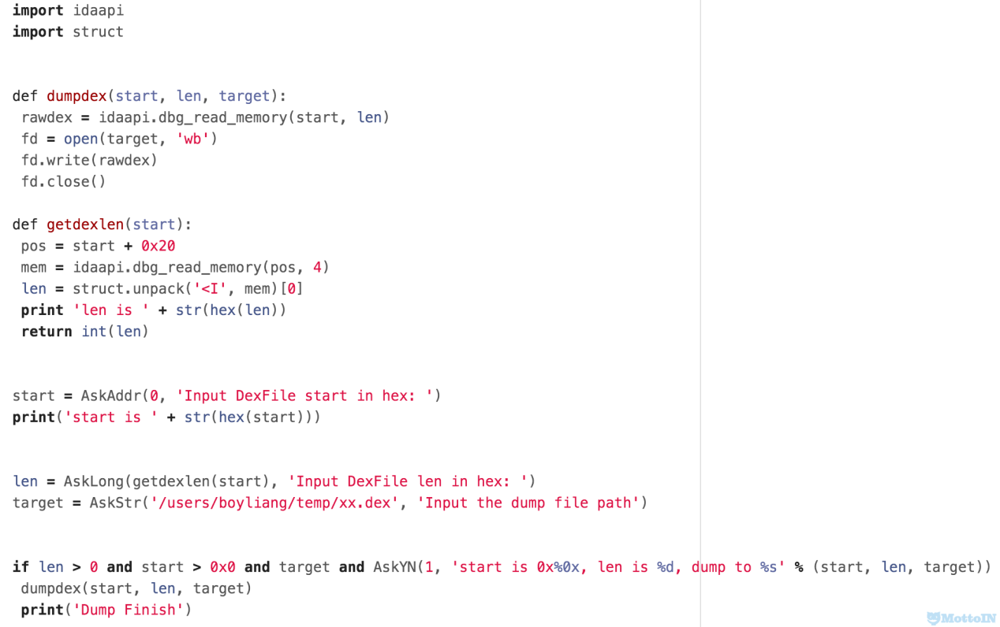 import idaapi
import struct
def dumpdex(start, len, target):
rawdex = idaapi.dbg_read_memory(start, len)
fd = open(target, 'wb')
fd.write(rawdex)
fd.close()
def getdexlen(start):
pos = start + 0x20
mem = idaapi.dbg_read_memory(pos, 4)
len = struct.unpack('<I', mem)[0]
print 'len is ' + str(hex(len))
return int(len)
start = AskAddr(0, 'Input DexFile start in hex: ')
print('start is ' + str(hex(start)))
len = AskLong(getdexlen(start), 'Input DexFile len in hex: ')
target = AskStr('/users/boyliang/temp/xx.dex', 'Input the dump file path')
if len > 0 and start > 0x0 and target and AskYN(1, 'start is 0x%0x, len is %d, dump to %s' % (start, len, target))
dumpdex(start, len, target)
print('Dump Finish')
MottoIN